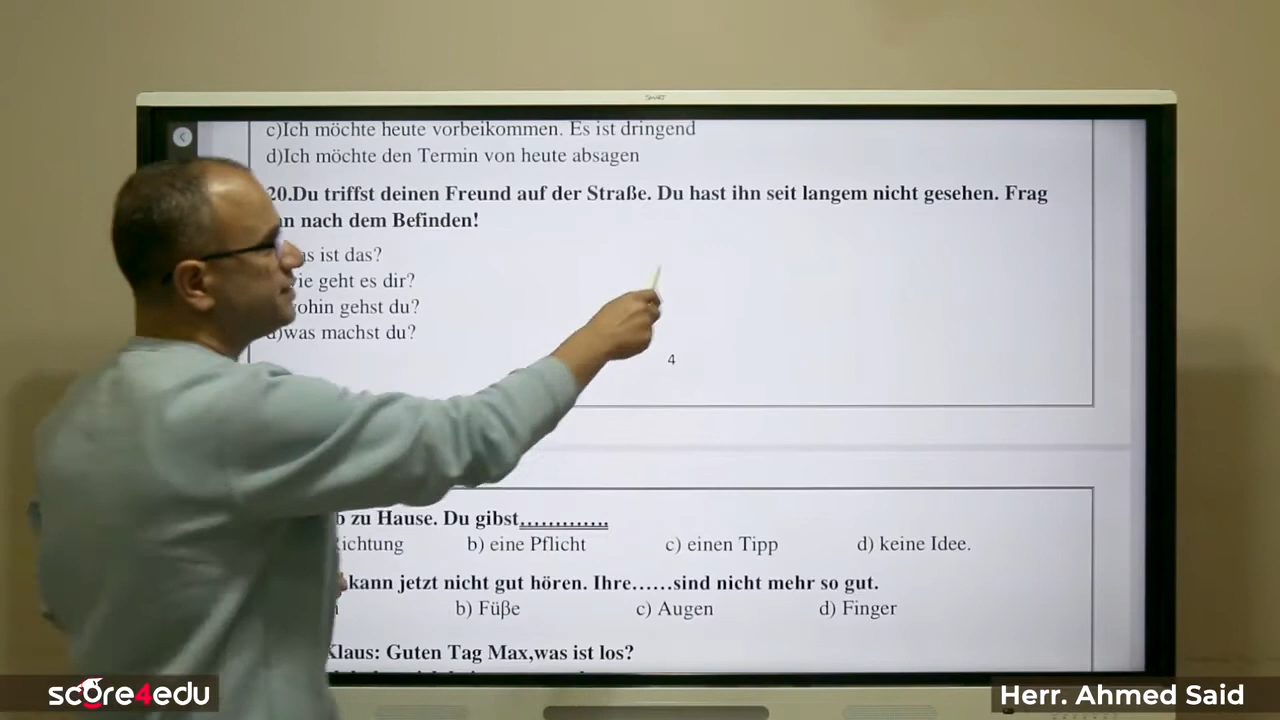 SMART
c)Ich möchte heute vorbeikommen. Es ist dringend
d)Ich möchte den Termin von heute absagen
20.Du triffst deinen Freund auf der Straße. Du hast ihn seit langem nicht gesehen. Frag
nach dem Befinden!
ist das?
geht es dir?
gehst du?
d)was machst du?
4
zu Hause. Du gibst.............
b) eine Pflicht
c) einen Tipp
d) keine Idee.
kann jetzt nicht gut hören. Ihre......sind nicht mehr so gut.
b) Füße
c) Augen
d) Finger
Klaus: Guten Tag Max,was ist los?
score4edu
Herr. Ahmed Said